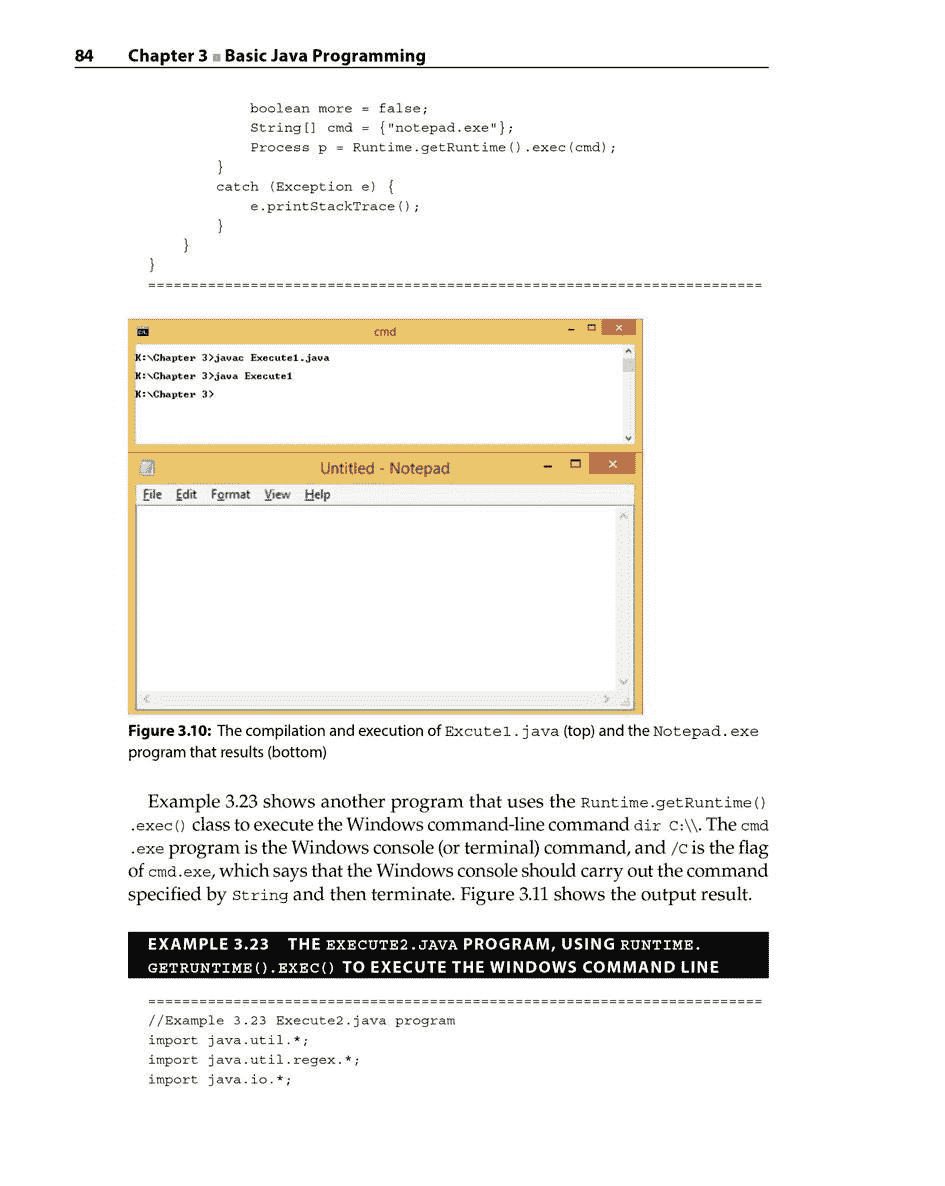 84 Chapter 3 ■ Basic Java Programming
boolean more = false;
String[] cmd = {"notepad.exe"};
Process p = Runtime.getRuntime().exec(cmd);
}
catch (Exception e) {
e.printStackTrace();
}
}
}
========================================================================
cmd
K:\Chapter 3>javac Execute1.java
K:\Chapter 3>java Execute1
K:\Chapter 3>
Untitled - Notepad
File Edit Format View Help
Figure 3.10: The compilation and execution of Excute1.java (top) and the Notepad.exe
program that results (bottom)
Example 3.23 shows another program that uses the Runtime.getRuntime()
.exec() class to execute the Windows command-line command dir C:\\. The cmd
.exe program is the Windows console (or terminal) command, and /C is the flag
of cmd.exe, which says that the Windows console should carry out the command
specified by String and then terminate. Figure 3.11 shows the output result.
EXAMPLE 3.23 THE EXECUTE2.JAVA PROGRAM, USING RUNTIME.
GETRUNTIME().EXEC() TO EXECUTE THE WINDOWS COMMAND LINE
========================================================================
//Example 3.23 Execute2.java program
import java.util.*;
import java.util.regex.*;
import java.io.*;